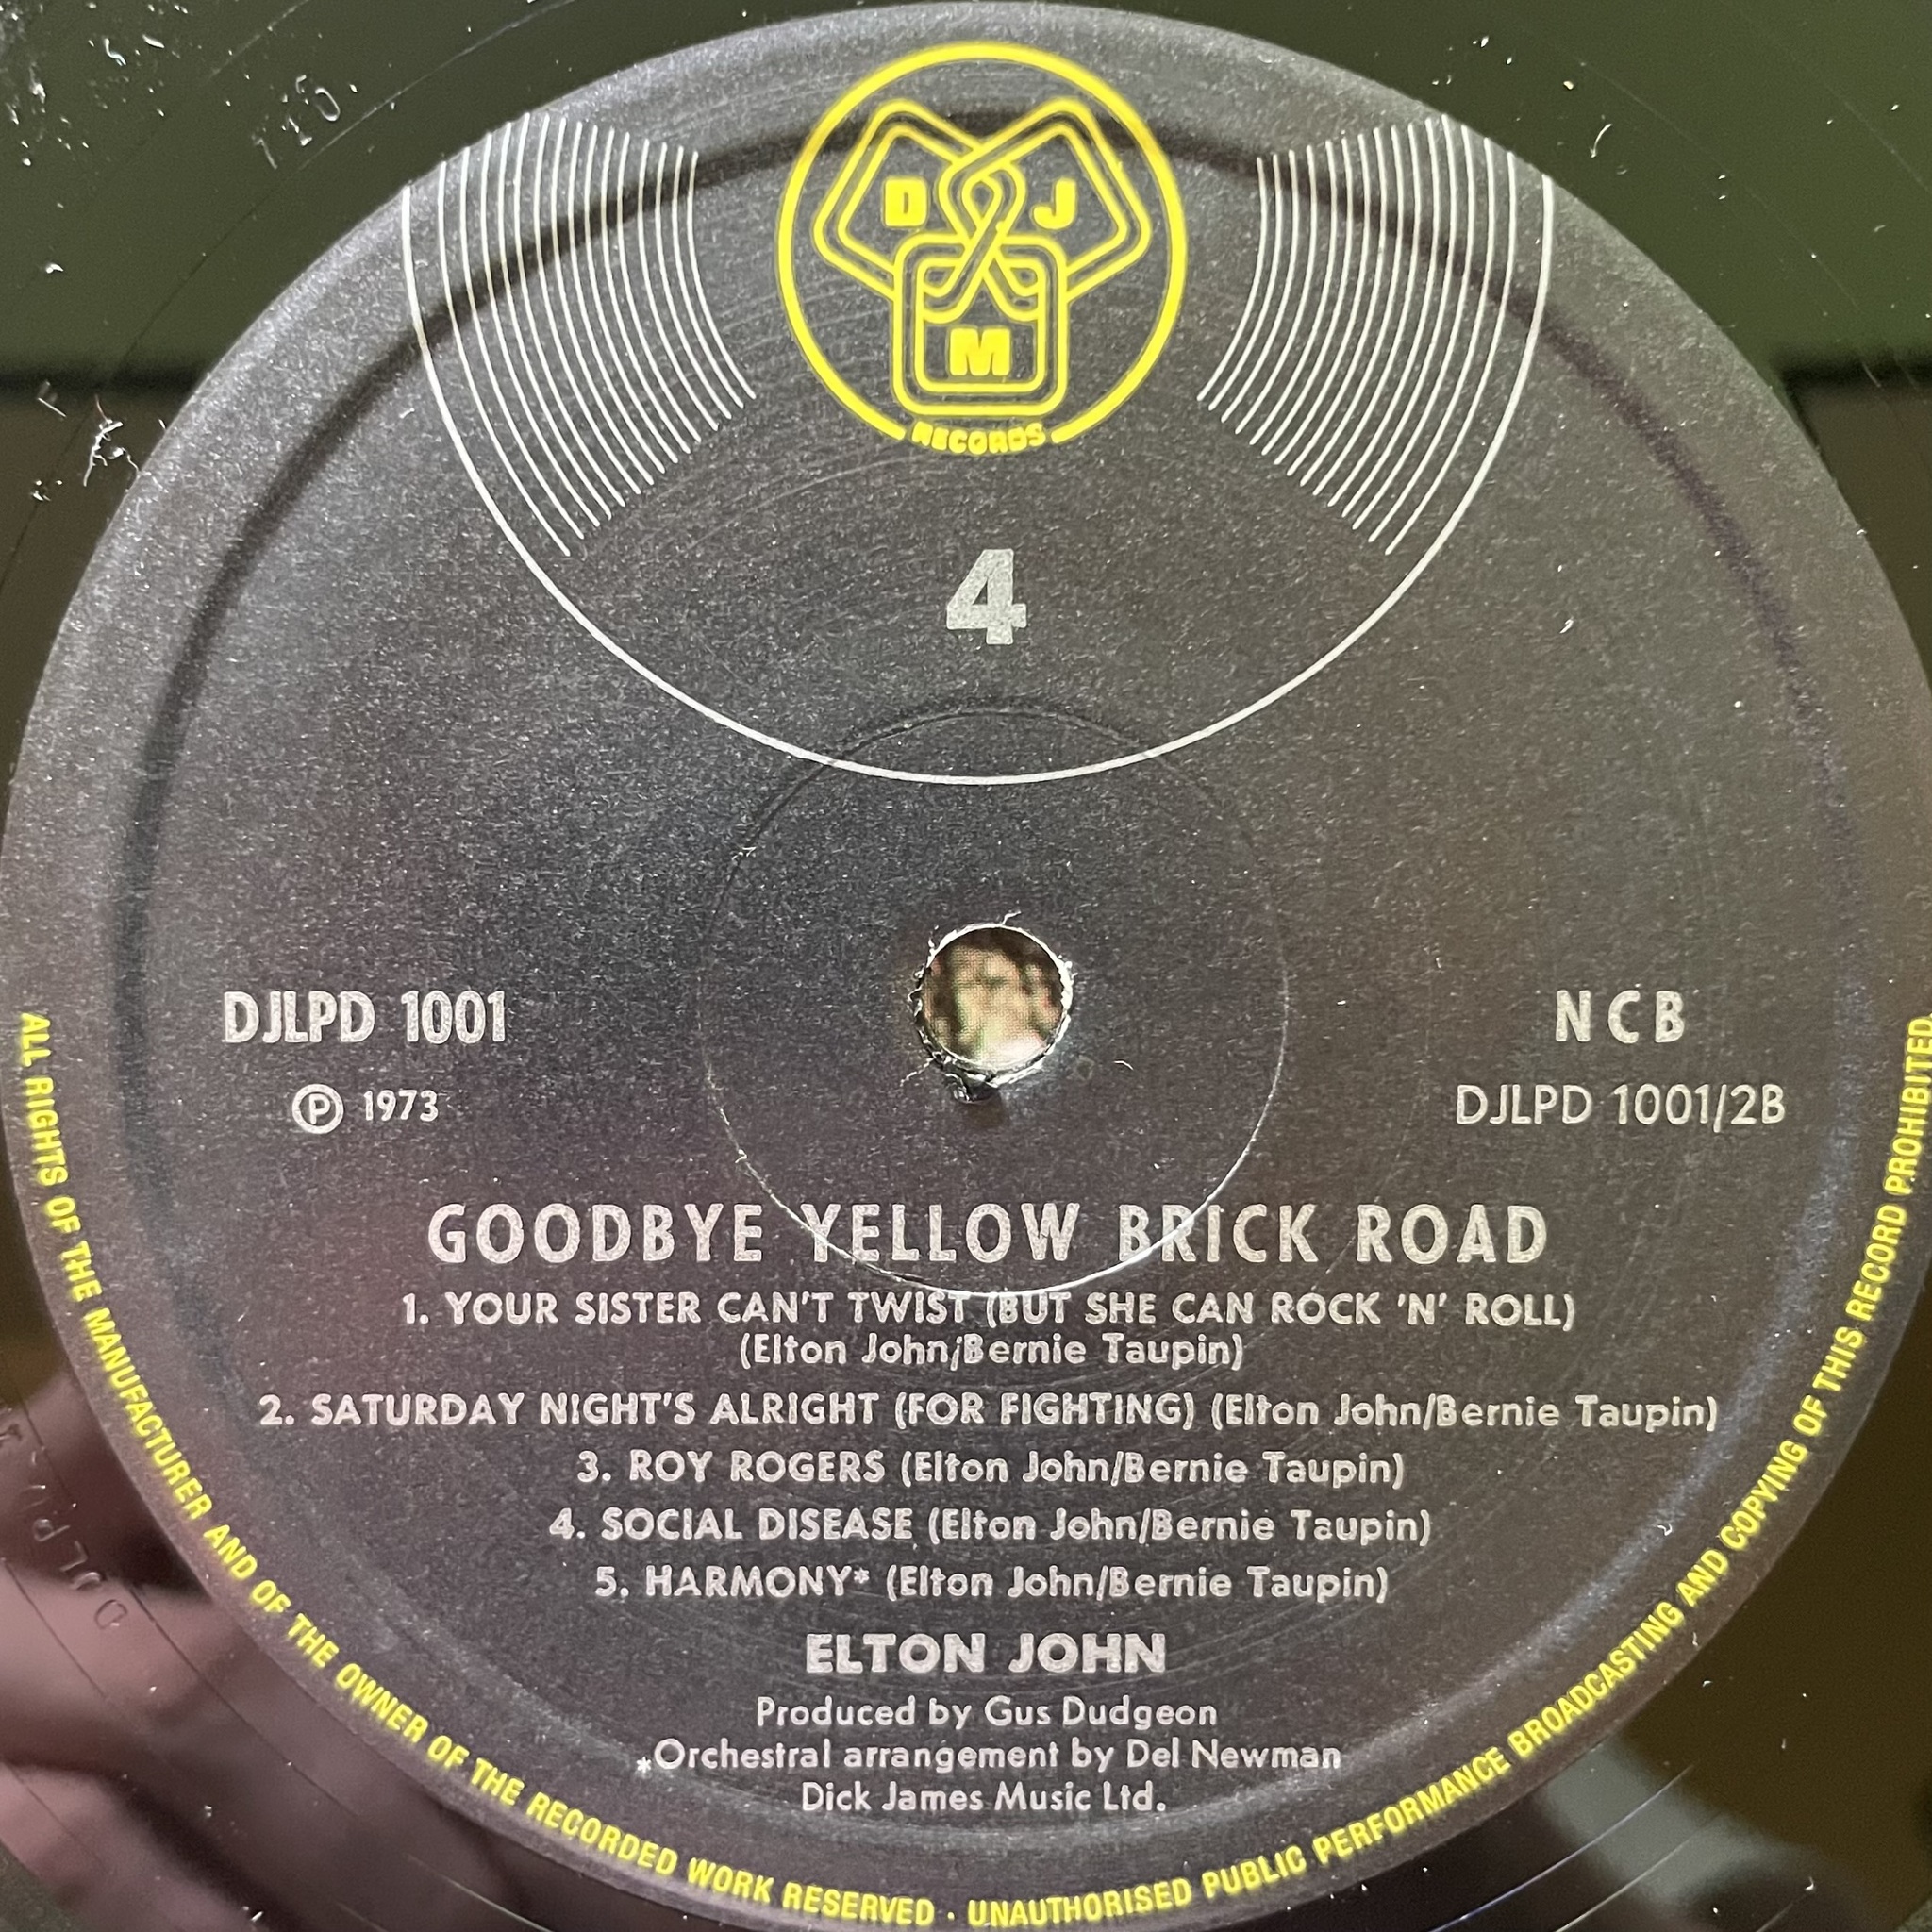 D J
M
RECORDS
4
DJLPD 1001
Ⓟ 1973
NCB
DJLPD 1001/2B
GOODBYE YELLOW BRICK ROAD
1. YOUR SISTER CAN'T TWIST (BUT SHE CAN ROCK 'N' ROLL)
(Elton John/Bernie Taupin)
2. SATURDAY NIGHT'S ALRIGHT (FOR FIGHTING) (Elton John/Bernie Taupin)
3. ROY ROGERS (Elton John/Bernie Taupin)
4. SOCIAL DISEASE (Elton John/Bernie Taupin)
5. HARMONY* (Elton John/Bernie Taupin)
ELTON JOHN
Produced by Gus Dudgeon
*Orchestral arrangement by Del Newman
Dick James Music Ltd.
ALL RIGHTS OF THE MANUFACTURER AND OF THE OWNER OF THE RECORDED WORK RESERVED · UNAUTHORISED PUBLIC PERFORMANCE BROADCASTING AND COPYING OF THIS RECORD PROHIBITED